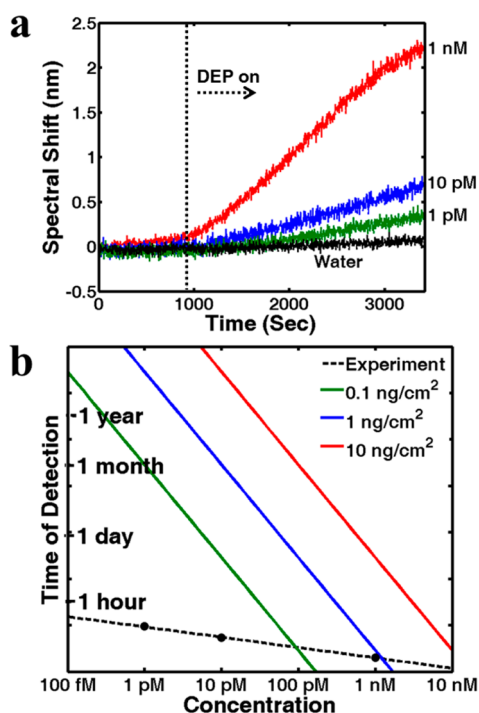 a
2.5
2
1.5
1
0.5
0
-0.5
Spectral Shift (nm)
DEP on
1 nM
10 pM
1 pM
Water
0
1000
2000
3000
Time (Sec)
b
Time of Detection
1 year
1 month
1 day
1 hour
Experiment
0.1 ng/cm²
1 ng/cm²
10 ng/cm²
100 fM
1 pM
10 pM
100 pM
1 nM
10 nM
Concentration